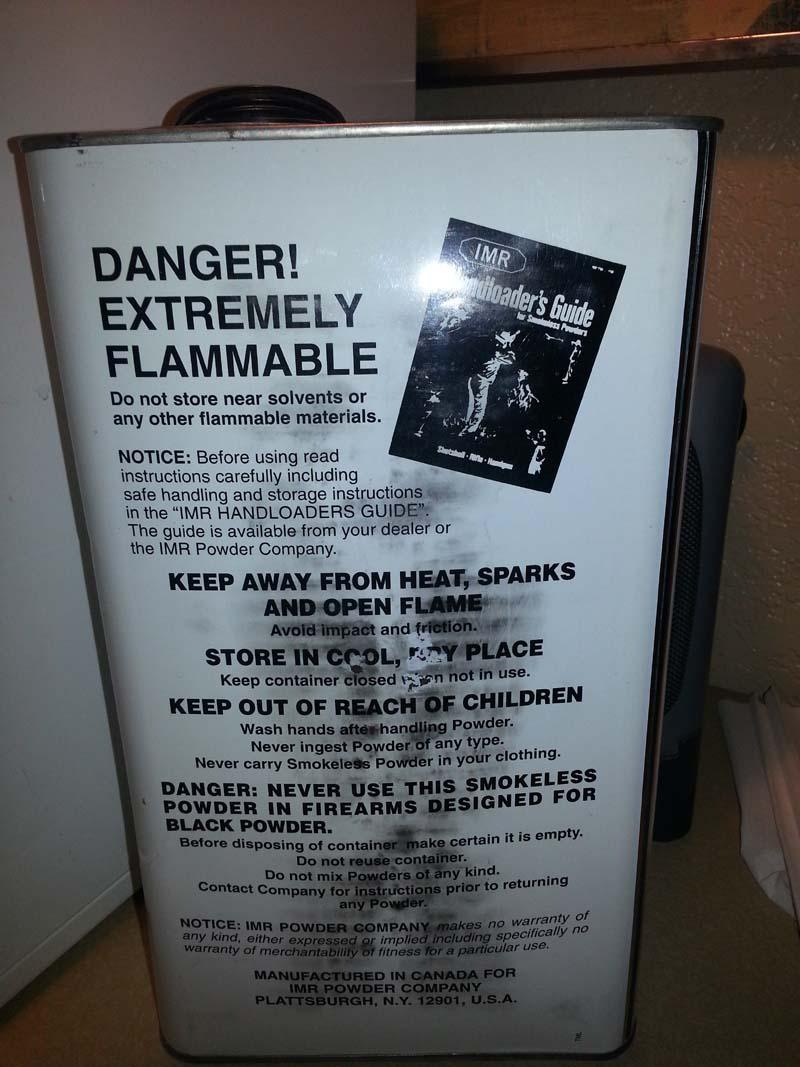 DANGER!
EXTREMELY
FLAMMABLE
Do not store near solvents or
any other flammable materials.
IMR
Handloader's Guide
for Smokeless Powders
Shotshell • Rifle • Handgun
NOTICE: Before using read
instructions carefully including
safe handling and storage instructions
in the “IMR HANDLOADERS GUIDE”.
The guide is available from your dealer or
the IMR Powder Company.
KEEP AWAY FROM HEAT, SPARKS
AND OPEN FLAME
Avoid impact and friction.
STORE IN COOL, DRY PLACE
Keep container closed when not in use.
KEEP OUT OF REACH OF CHILDREN
Wash hands after handling Powder.
Never ingest Powder of any type.
Never carry Smokeless Powder in your clothing.
DANGER: NEVER USE THIS SMOKELESS
POWDER IN FIREARMS DESIGNED FOR
BLACK POWDER.
Before disposing of container make certain it is empty.
Do not reuse container.
Do not mix Powders of any kind.
Contact Company for instructions prior to returning
any Powder.
NOTICE: IMR POWDER COMPANY makes no warranty of
any kind, either expressed or implied including specifically no
warranty of merchantability of fitness for a particular use.
MANUFACTURED IN CANADA FOR
IMR POWDER COMPANY
PLATTSBURGH, N.Y. 12901, U.S.A.